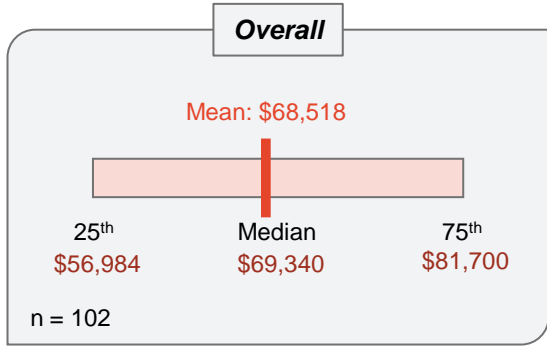 Overall
Mean: $68,518
25th Median 75th
$56,984 $69,340 $81,700
n = 102